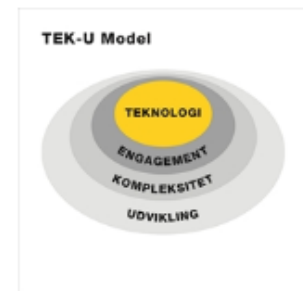 TEK-U Model
TEKNOLOGI
ENGAGEMENT
KOMPLEKSITET
UDVIKLING